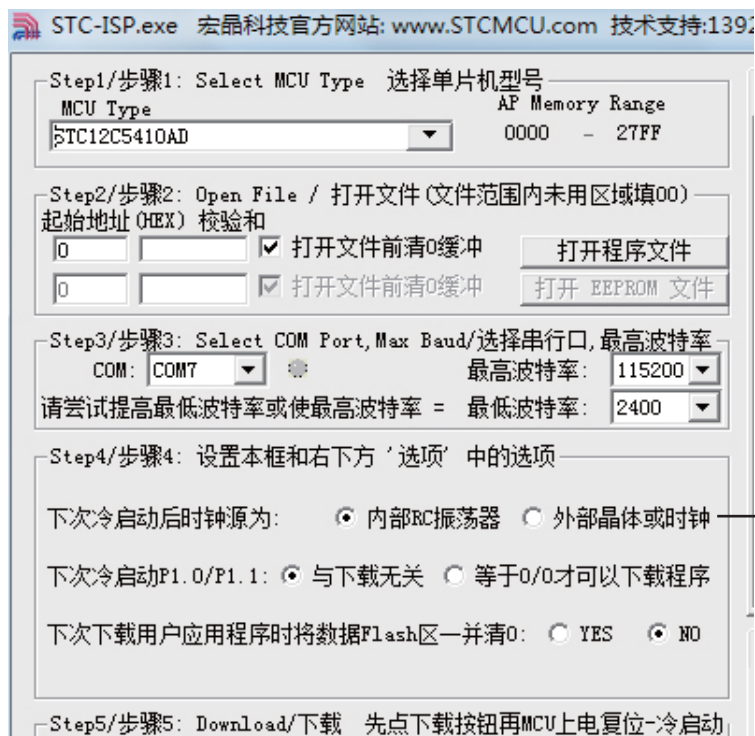 STC-ISP.exe 宏晶科技官方网站: www.STCMCU.com 技术支持:1392
Step1/步骤1: Select MCU Type 选择单片机型号
MCU Type AP Memory Range
STC12C5410AD 0000 - 27FF
Step2/步骤2: Open File / 打开文件(文件范围内未用区域填00)
起始地址(HEX) 校验和
0 打开文件前清0缓冲 打开程序文件
0 打开文件前清0缓冲 打开 EEPROM 文件
Step3/步骤3: Select COM Port,Max Baud/选择串行口,最高波特率
COM: COM7 最高波特率: 115200
请尝试提高最低波特率或使最高波特率 = 最低波特率: 2400
Step4/步骤4: 设置本框和右下方 '选项' 中的选项
下次冷启动后时钟源为: 内部RC振荡器 外部晶体或时钟
下次冷启动P1.0/P1.1: 与下载无关 等于0/0才可以下载程序
下次下载用户应用程序时将数据Flash区一并清0: YES NO
Step5/步骤5: Download/下载 先点下载按钮再MCU上电复位-冷启动